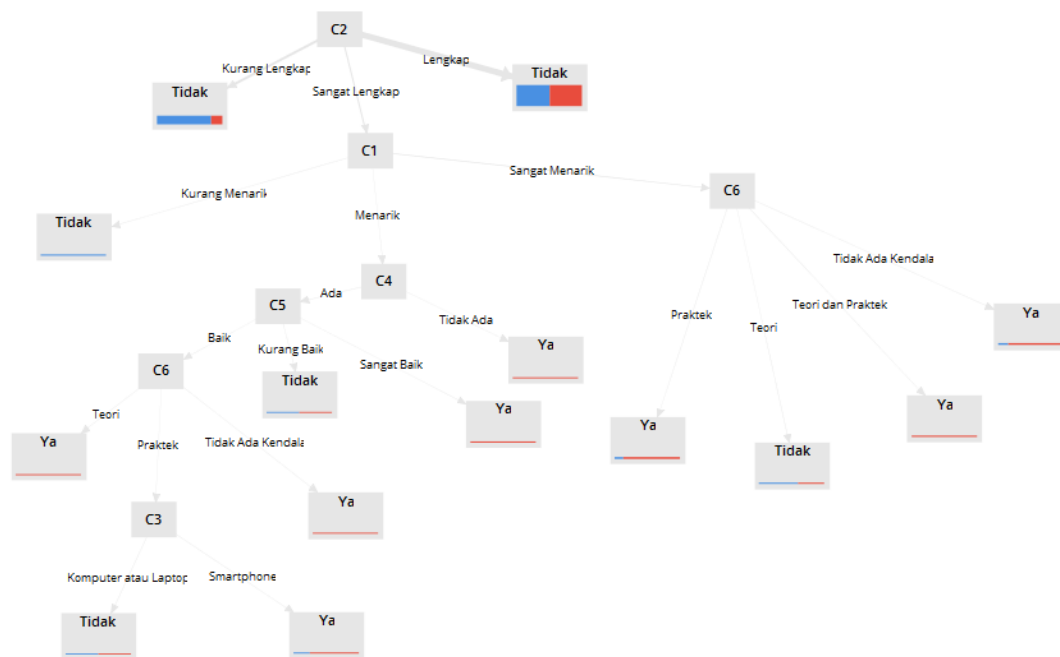 C2
Kurang Lengkap
Sangat Lengkap
Lengkap
Tidak
Tidak
C1
Kurang Menarik
Menarik
Sangat Menarik
Tidak
C6
C4
Ada
Tidak Ada
C5
Tidak Ada Kendala
Praktek
Teori
Teori dan Praktek
Ya
Baik
Kurang Baik
Sangat Baik
Ya
C6
Tidak
Ya
Ya
Ya
Tidak
Teori
Praktek
Tidak Ada Kendala
Ya
Ya
C3
Komputer atau Laptop
Smartphone
Tidak
Ya